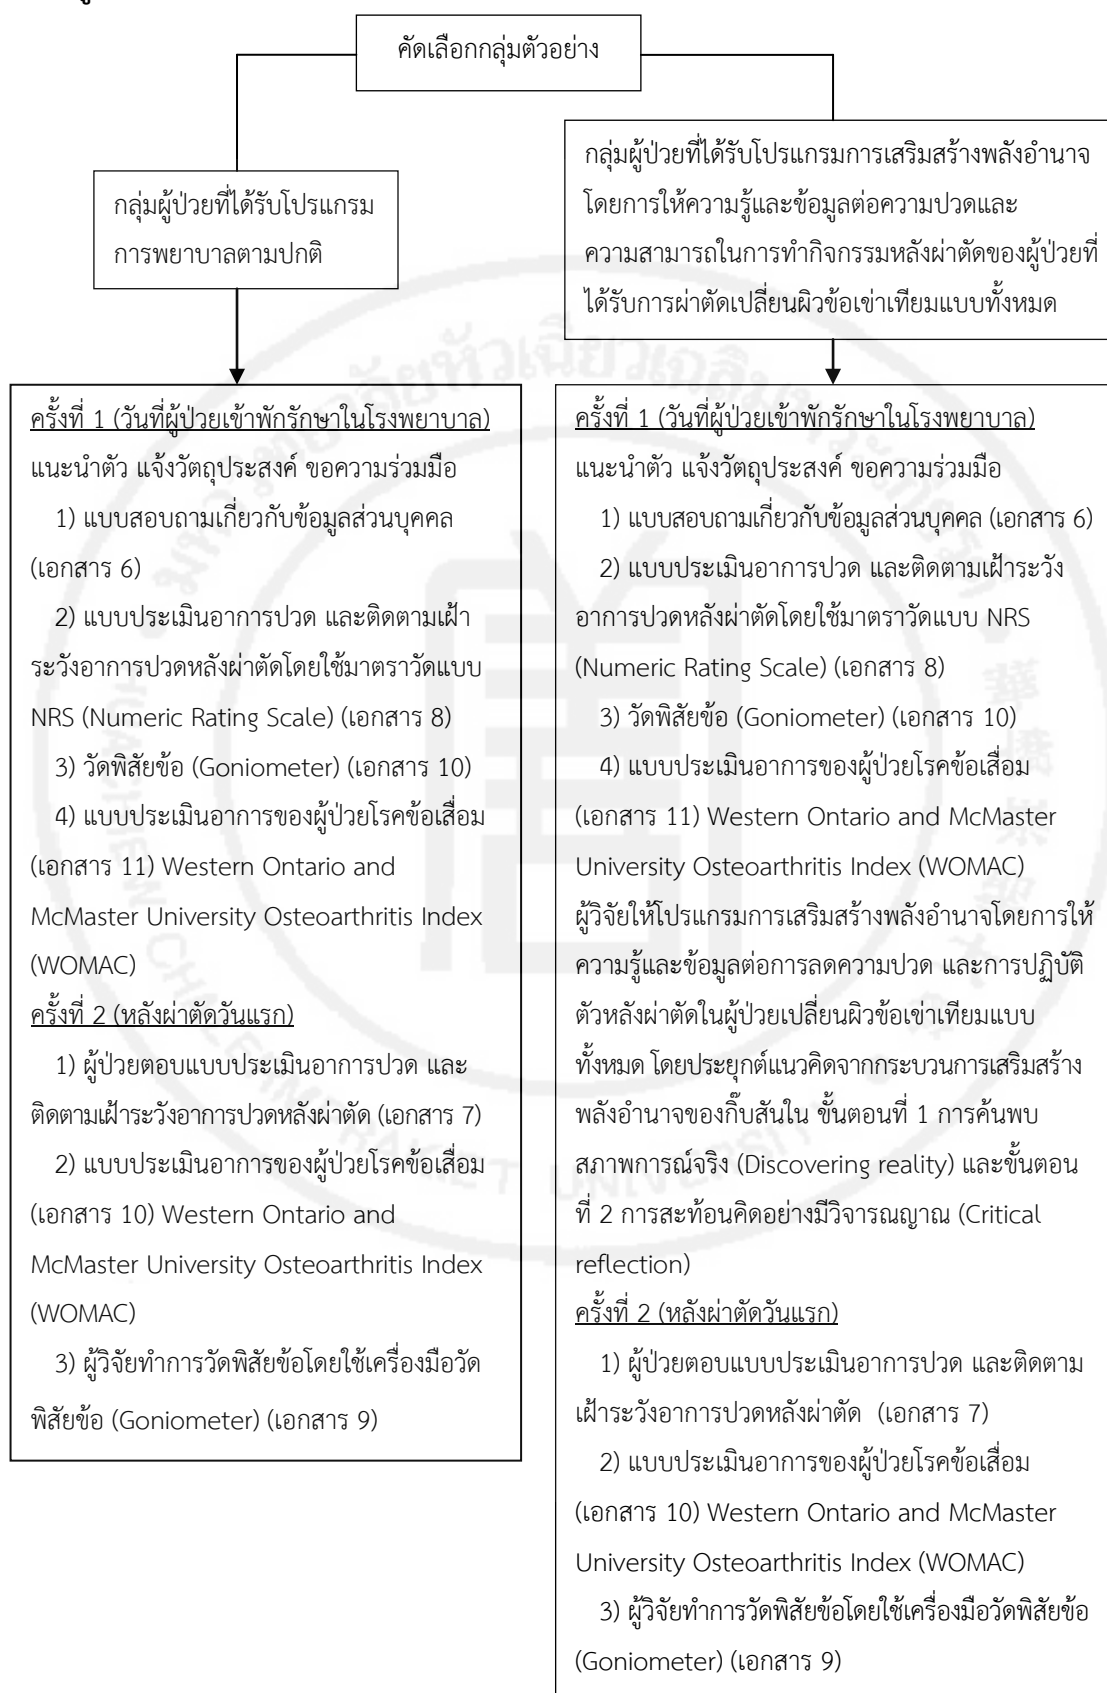 คัดเลือกกลุ่มตัวอย่าง
กลุ่มผู้ป่วยที่ได้รับโปรแกรม
การพยาบาลตามปกติ
กลุ่มผู้ป่วยที่ได้รับโปรแกรมการเสริมสร้างพลังอำนาจ
โดยการให้ความรู้และข้อมูลต่อความปวดและ
ความสามารถในการทำกิจกรรมหลังผ่าตัดของผู้ป่วยที่
ได้รับการผ่าตัดเปลี่ยนผิวข้อเข่าเทียมแบบทั้งหมด
ครั้งที่ 1 (วันที่ผู้ป่วยเข้าพักรักษาในโรงพยาบาล)
แนะนำตัว แจ้งวัตถุประสงค์ ขอความร่วมมือ
1) แบบสอบถามเกี่ยวกับข้อมูลส่วนบุคคล
(เอกสาร 6)
2) แบบประเมินอาการปวด และติดตามเฝ้า
ระวังอาการปวดหลังผ่าตัดโดยใช้มาตราวัดแบบ
NRS (Numeric Rating Scale) (เอกสาร 8)
3) วัดพิสัยข้อ (Goniometer) (เอกสาร 10)
4) แบบประเมินอาการของผู้ป่วยโรคข้อเสื่อม
(เอกสาร 11) Western Ontario and
McMaster University Osteoarthritis Index
(WOMAC)
ครั้งที่ 2 (หลังผ่าตัดวันแรก)
1) ผู้ป่วยตอบแบบประเมินอาการปวด และ
ติดตามเฝ้าระวังอาการปวดหลังผ่าตัด (เอกสาร 7)
2) แบบประเมินอาการของผู้ป่วยโรคข้อเสื่อม
(เอกสาร 10) Western Ontario and
McMaster University Osteoarthritis Index
(WOMAC)
3) ผู้วิจัยทำการวัดพิสัยข้อโดยใช้เครื่องมือวัด
พิสัยข้อ (Goniometer) (เอกสาร 9)
ครั้งที่ 1 (วันที่ผู้ป่วยเข้าพักรักษาในโรงพยาบาล)
แนะนำตัว แจ้งวัตถุประสงค์ ขอความร่วมมือ
1) แบบสอบถามเกี่ยวกับข้อมูลส่วนบุคคล (เอกสาร 6)
2) แบบประเมินอาการปวด และติดตามเฝ้าระวัง
อาการปวดหลังผ่าตัดโดยใช้มาตราวัดแบบ NRS
(Numeric Rating Scale) (เอกสาร 8)
3) วัดพิสัยข้อ (Goniometer) (เอกสาร 10)
4) แบบประเมินอาการของผู้ป่วยโรคข้อเสื่อม
(เอกสาร 11) Western Ontario and McMaster
University Osteoarthritis Index (WOMAC)
ผู้วิจัยให้โปรแกรมการเสริมสร้างพลังอำนาจโดยการให้
ความรู้และข้อมูลต่อการลดความปวด และการปฏิบัติ
ตัวหลังผ่าตัดในผู้ป่วยเปลี่ยนผิวข้อเข่าเทียมแบบ
ทั้งหมด โดยประยุกต์แนวคิดจากกระบวนการเสริมสร้าง
พลังอำนาจของกิ๊บสันใน ขั้นตอนที่ 1 การค้นพบ
สภาพการณ์จริง (Discovering reality) และขั้นตอน
ที่ 2 การสะท้อนคิดอย่างมีวิจารณญาณ (Critical
reflection)
ครั้งที่ 2 (หลังผ่าตัดวันแรก)
1) ผู้ป่วยตอบแบบประเมินอาการปวด และติดตาม
เฝ้าระวังอาการปวดหลังผ่าตัด (เอกสาร 7)
2) แบบประเมินอาการของผู้ป่วยโรคข้อเสื่อม
(เอกสาร 10) Western Ontario and McMaster
University Osteoarthritis Index (WOMAC)
3) ผู้วิจัยทำการวัดพิสัยข้อโดยใช้เครื่องมือวัดพิสัยข้อ
(Goniometer) (เอกสาร 9)